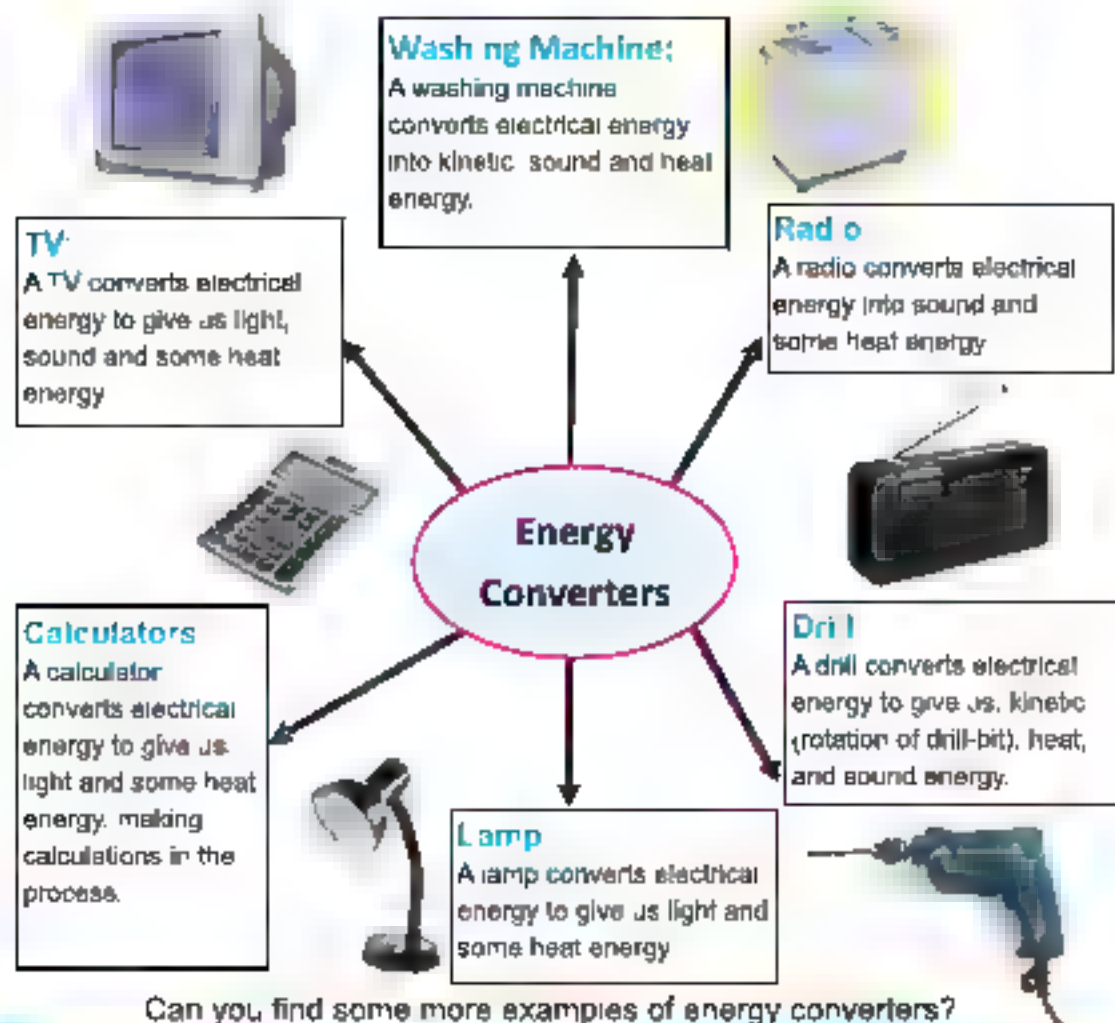 Washing Machine:
A washing machine
converts electrical energy
into kinetic, sound and heat
energy.
TV:
A TV converts electrical
energy to give us light,
sound and some heat
energy
Radio
A radio converts electrical
energy into sound and
some heat energy
Energy
Converters
Calculators
A calculator
converts electrical
energy to give us
light and some heat
energy, making
calculations in the
process.
Drill
A drill converts electrical
energy to give us, kinetic
(rotation of drill-bit), heat,
and sound energy.
Lamp
A lamp converts electrical
energy to give us light and
some heat energy
Can you find some more examples of energy converters?